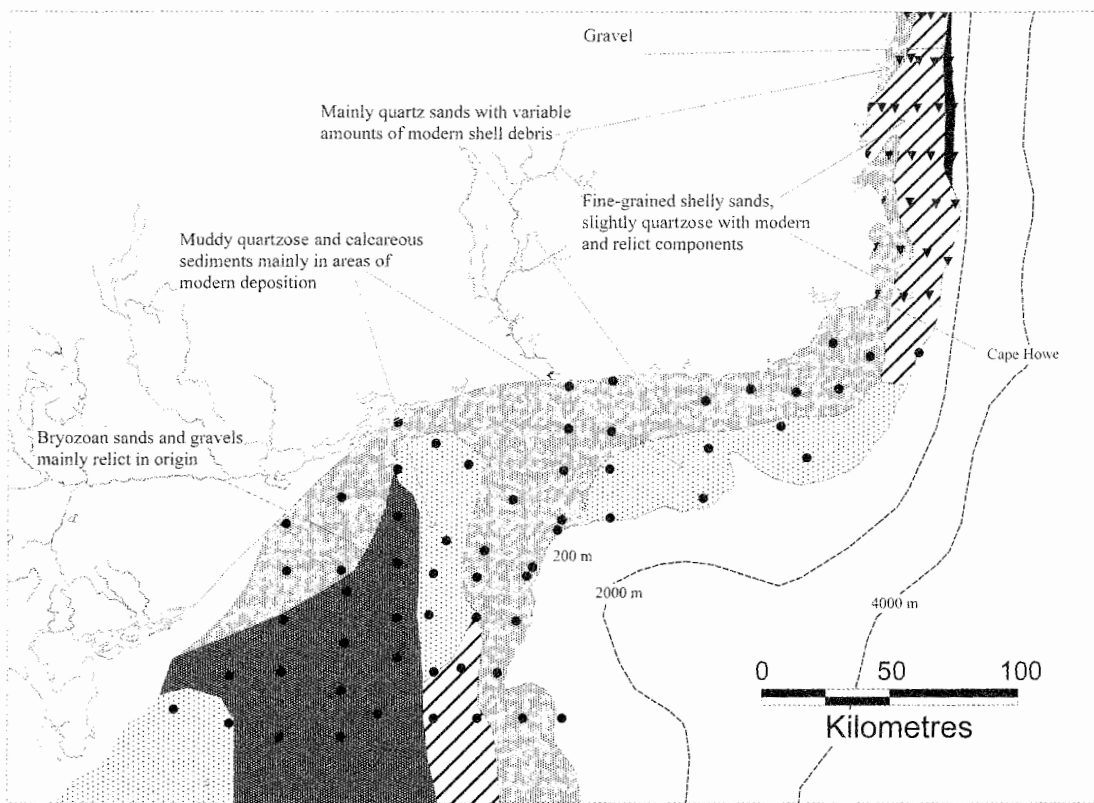 Gravel
Mainly quartz sands with variable
amounts of modern shell debris
Fine-grained shelly sands,
slightly quartzose with modern
and relict components
Muddy quartzose and calcareous
sediments mainly in areas of
modern deposition
Cape Howe
Bryozoan sands and gravels
mainly relict in origin
200 m
2000 m
4000 m
0 50 100
Kilometres